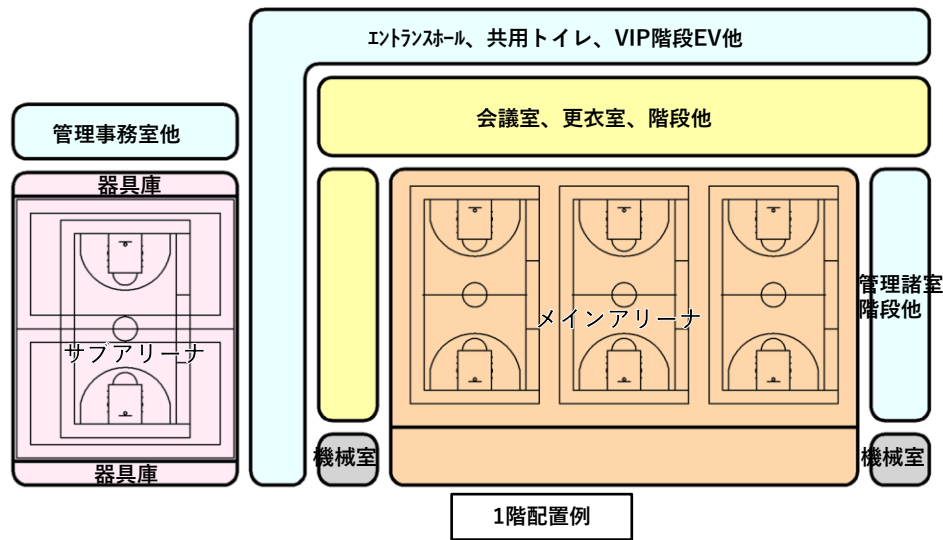 エントランスホール、共用トイレ、VIP階段EV他
会議室、更衣室、階段他
管理事務室他
器具庫
サブアリーナ
器具庫
メインアリーナ
管理諸室
階段他
機械室
機械室
1階配置例